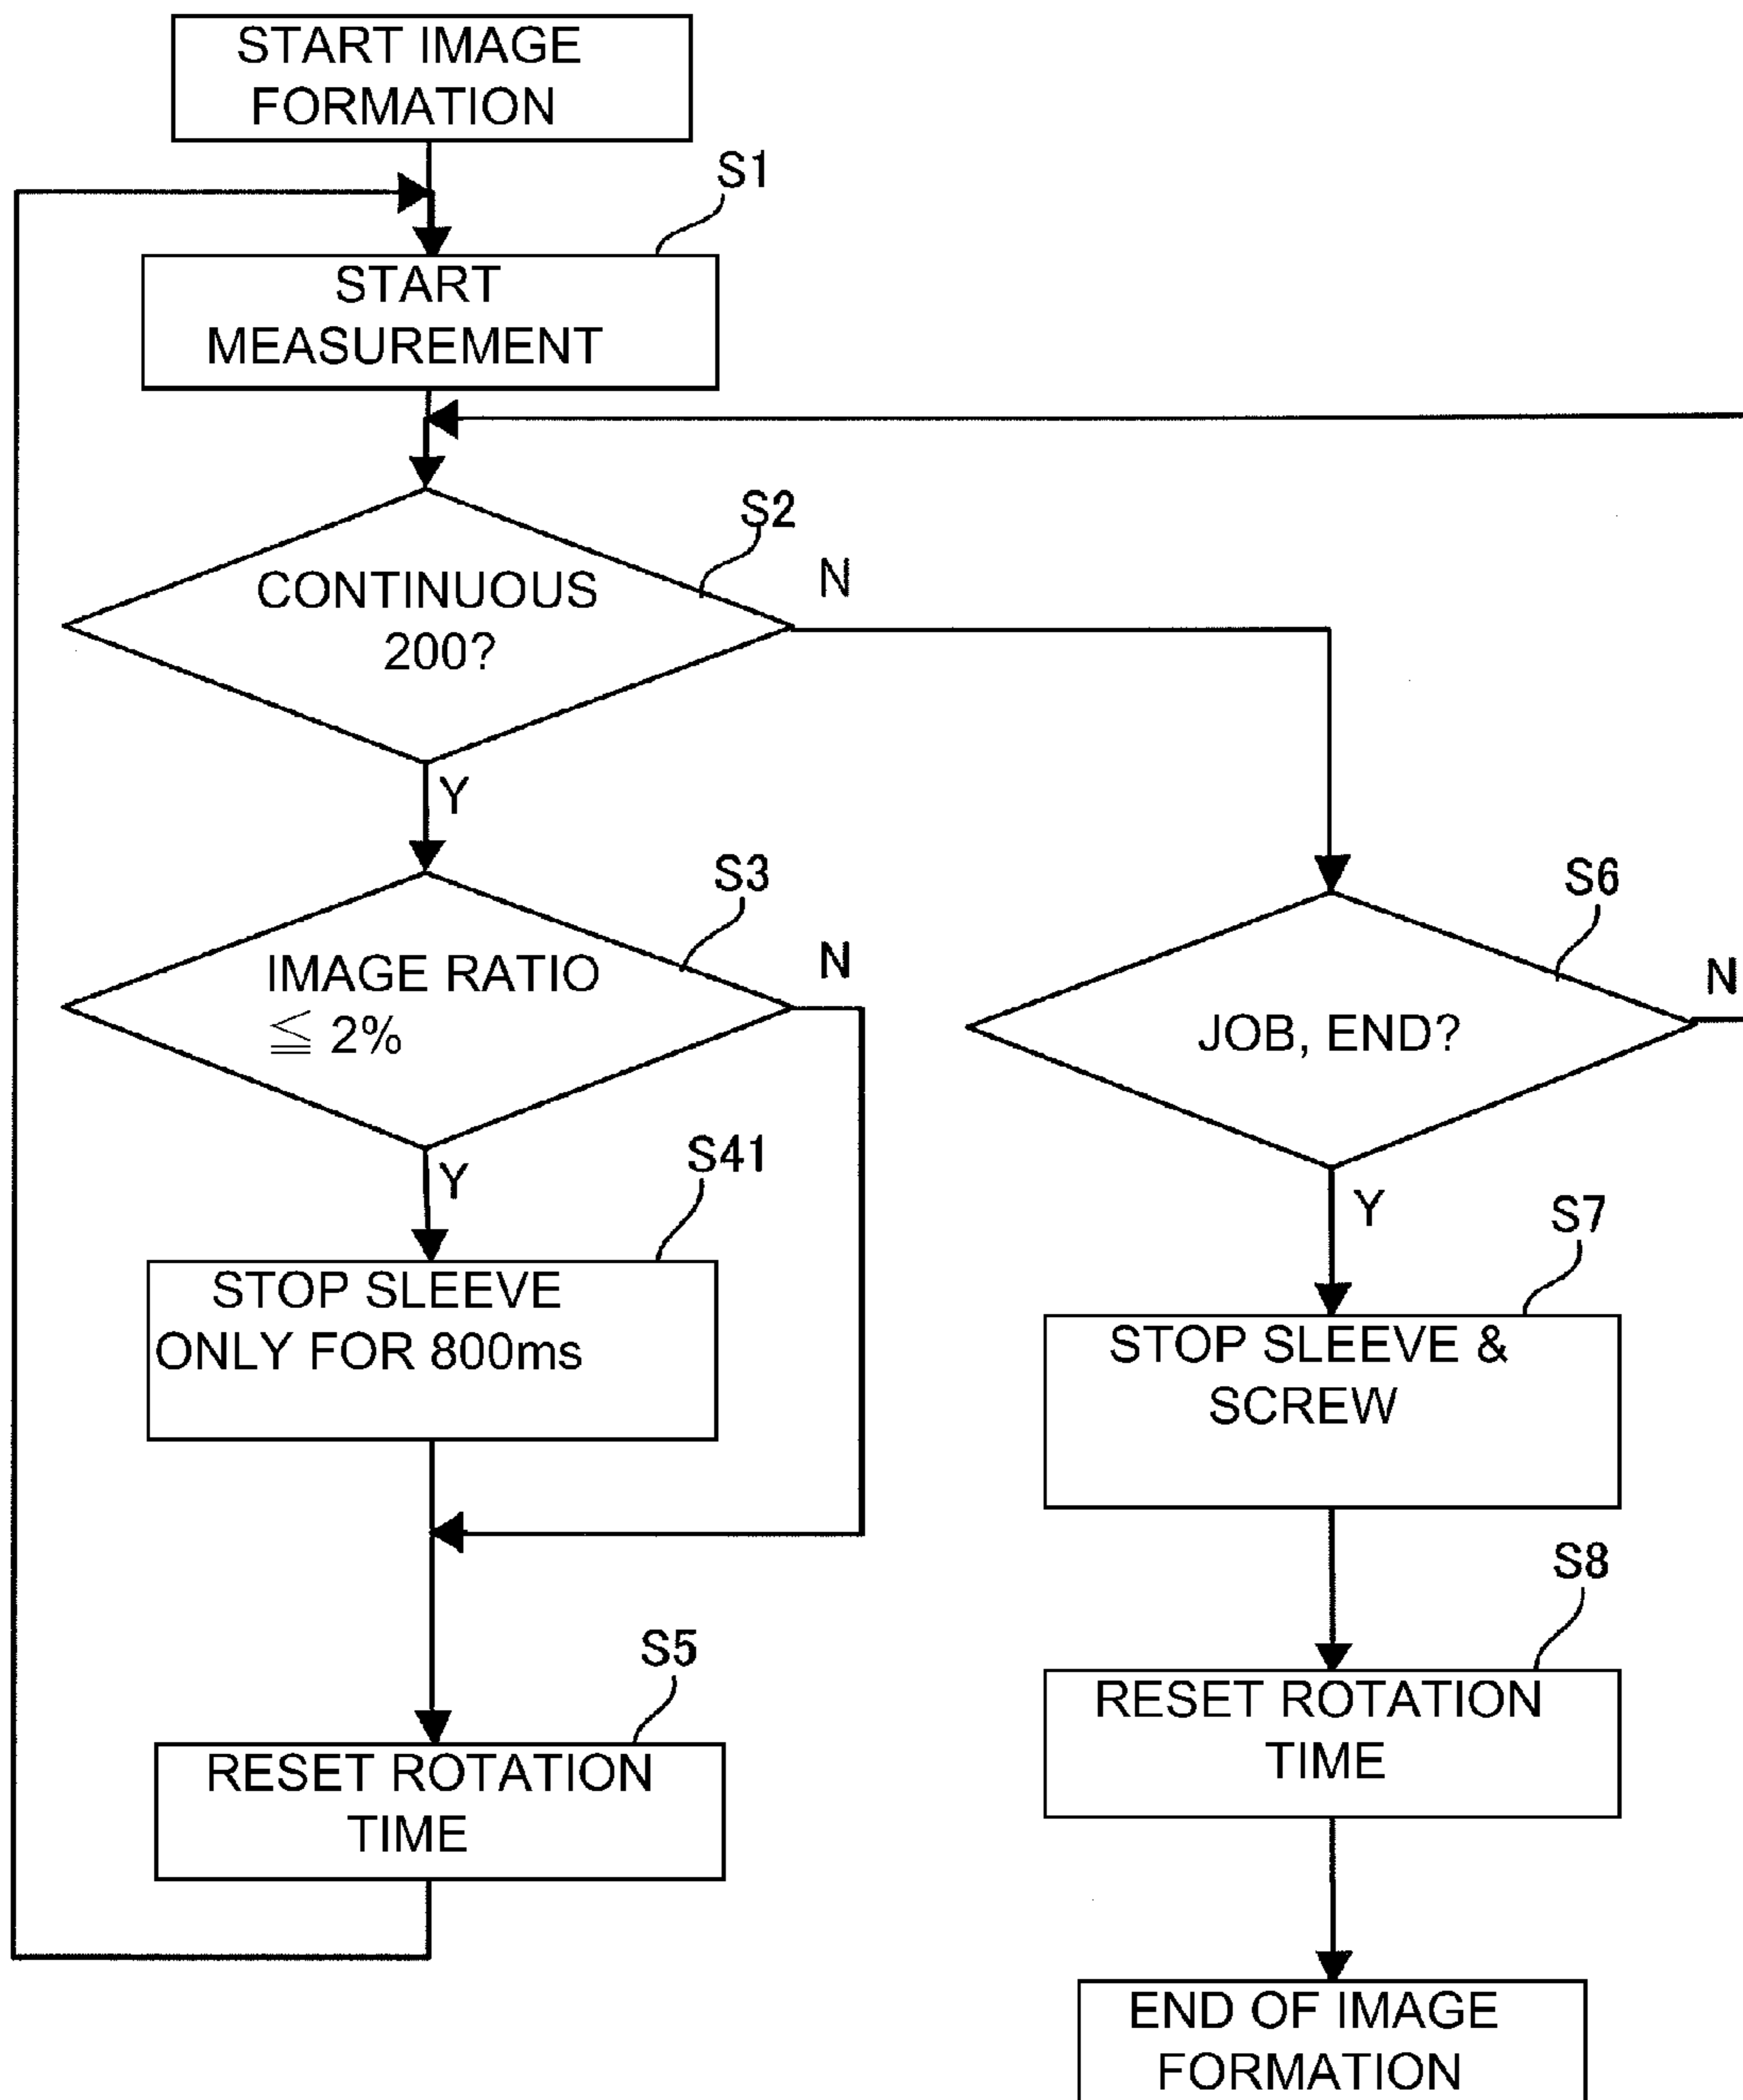 START IMAGE
FORMATION
S1
START
MEASUREMENT
S2
CONTINUOUS
200?
N
Y
S3
IMAGE RATIO
≦ 2%
N
Y
S41
STOP SLEEVE
ONLY FOR 800ms
S5
RESET ROTATION
TIME
S6
JOB, END?
N
Y
S7
STOP SLEEVE &
SCREW
S8
RESET ROTATION
TIME
END OF IMAGE
FORMATION